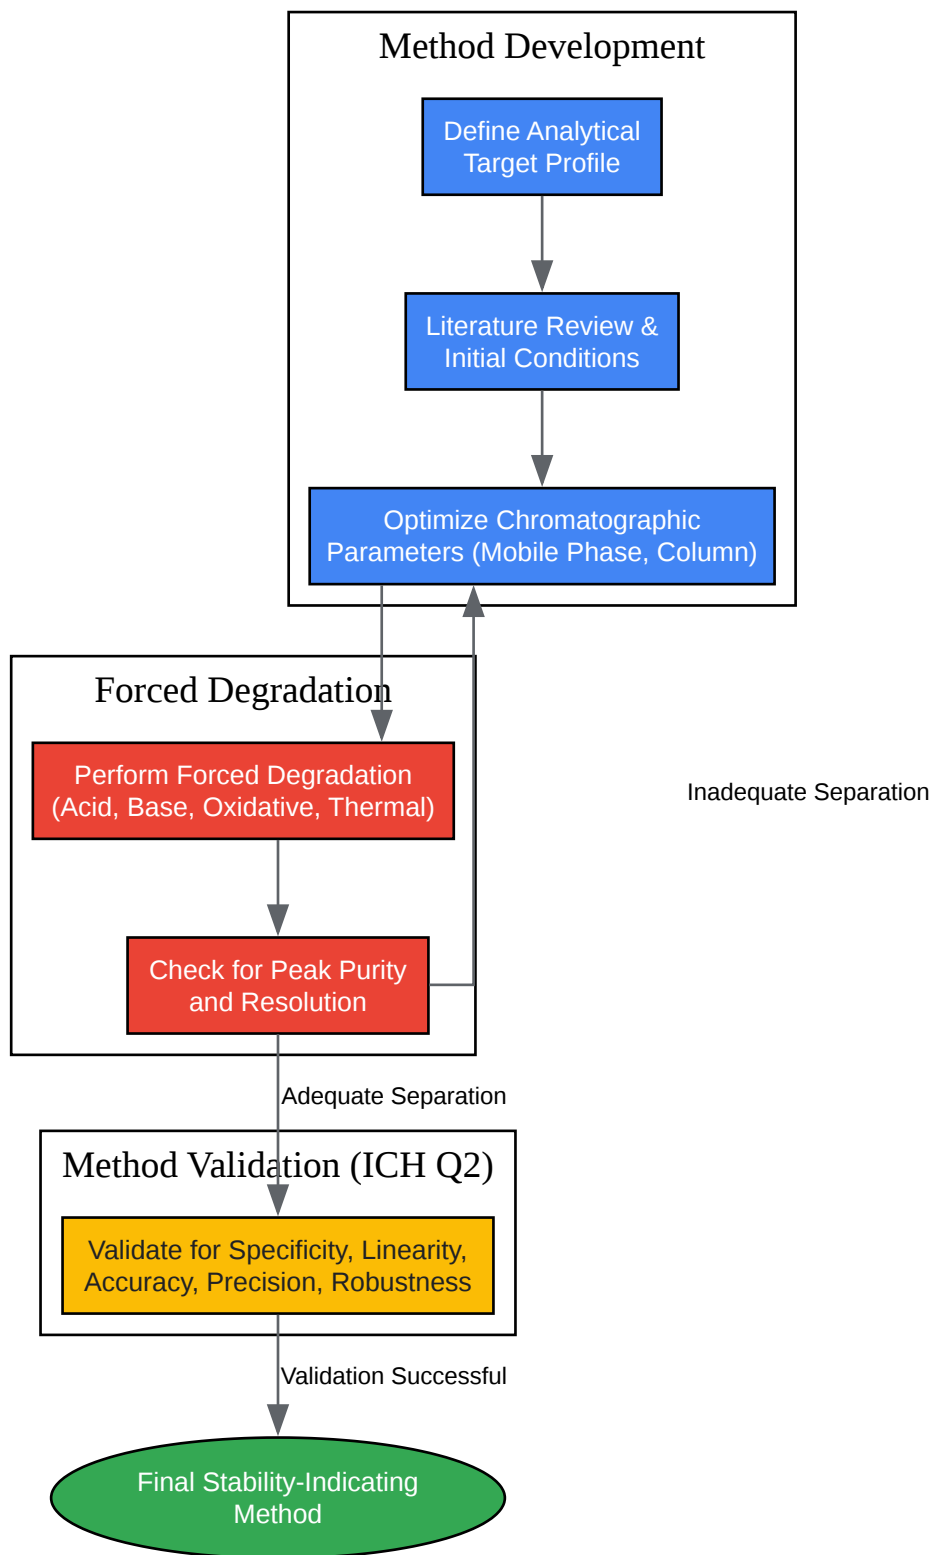 Method Development
Define Analytical
Target Profile
Literature Review &
Initial Conditions
Optimize Chromatographic
Parameters (Mobile Phase, Column)
Forced Degradation
Perform Forced Degradation
(Acid, Base, Oxidative, Thermal)
Inadequate Separation
Check for Peak Purity
and Resolution
Adequate Separation
Method Validation (ICH Q2)
Validate for Specificity, Linearity,
Accuracy, Precision, Robustness
Validation Successful
Final Stability-Indicating
Method